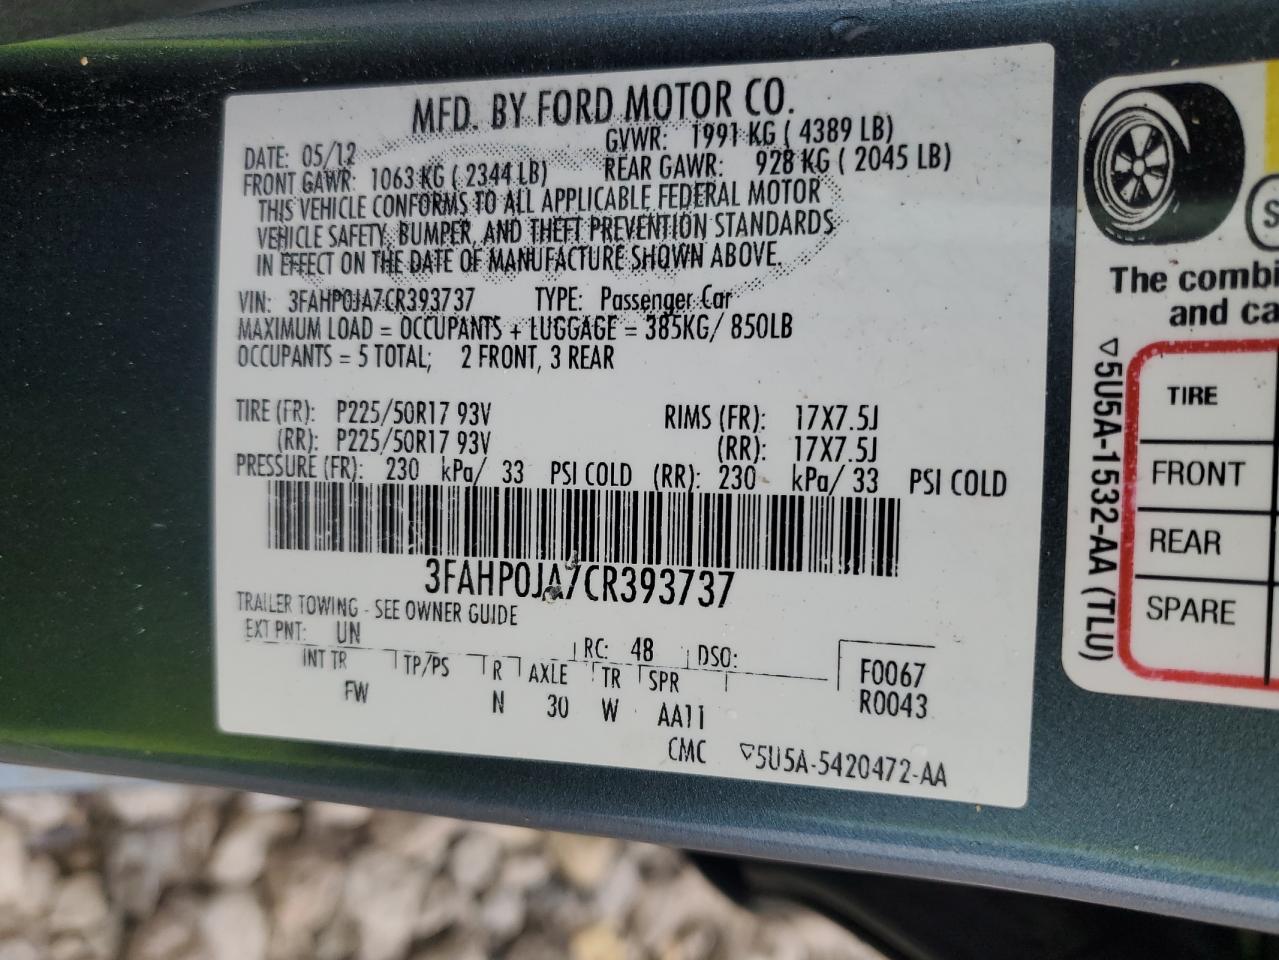 MFD. BY FORD MOTOR CO.
DATE: 05/12 GVWR: 1991 KG ( 4389 LB)
FRONT GAWR: 1063 KG ( 2344 LB) REAR GAWR: 928 KG ( 2045 LB)
THIS VEHICLE CONFORMS TO ALL APPLICABLE FEDERAL MOTOR
VEHICLE SAFETY, BUMPER, AND THEFT PREVENTION STANDARDS
IN EFFECT ON THE DATE OF MANUFACTURE SHOWN ABOVE.
VIN: 3FAHP0JA7CR393737 TYPE: Passenger Car
MAXIMUM LOAD = OCCUPANTS + LUGGAGE = 385KG/ 850LB
OCCUPANTS = 5 TOTAL; 2 FRONT, 3 REAR
TIRE (FR): P225/50R17 93V RIMS (FR): 17X7.5J
(RR): P225/50R17 93V (RR): 17X7.5J
PRESSURE (FR): 230 kPa/ 33 PSI COLD (RR): 230 kPa/ 33 PSI COLD
3FAHP0JA7CR393737
TRAILER TOWING - SEE OWNER GUIDE
EXT PNT: UN RC: 48 DSO: F0067
INT TR TP/PS R AXLE TR SPR R0043
FW N 30 W AA11
CMC ▽5U5A-5420472-AA
The combi
and ca
▽5U5A-1532-AA (TLU)
TIRE
FRONT
REAR
SPARE